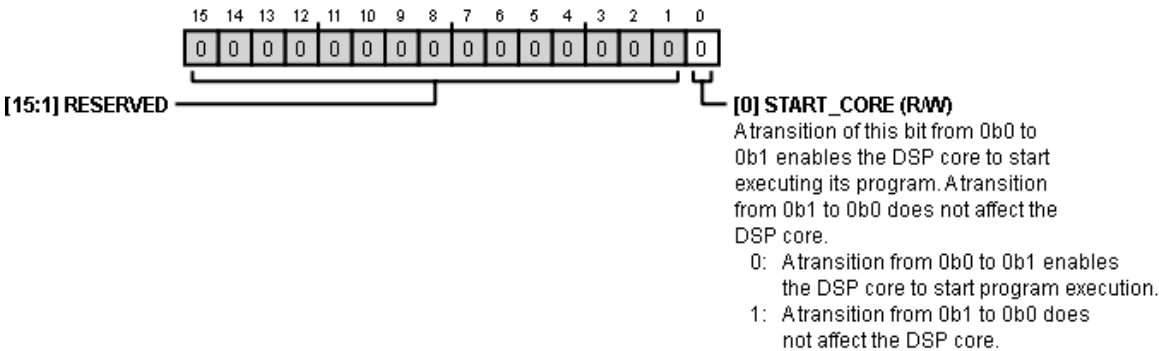 15 14 13 12 11 10 9 8 7 6 5 4 3 2 1 0
0 0 0 0 0 0 0 0 0 0 0 0 0 0 0 0
[15:1] RESERVED
[0] START_CORE (R/W)
A transition of this bit from 0b0 to
0b1 enables the DSP core to start
executing its program. A transition
from 0b1 to 0b0 does not affect the
DSP core.
0: A transition from 0b0 to 0b1 enables
the DSP core to start program execution.
1: A transition from 0b1 to 0b0 does
not affect the DSP core.